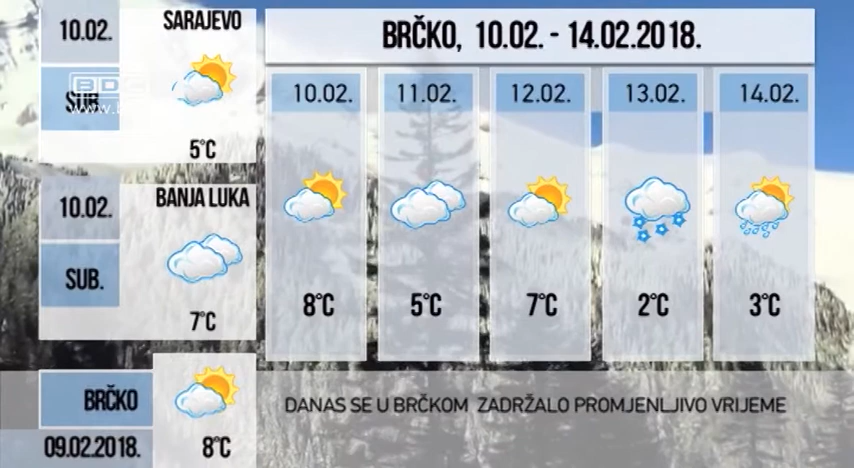 10.02.
SARAJEVO
SUB.
5°C
10.02.
BANJA LUKA
SUB.
7°C
BRČKO
09.02.2018.
8°C
BRČKO, 10.02. - 14.02.2018.
10.02.
11.02.
12.02.
13.02.
14.02.
8°C
5°C
7°C
2°C
3°C
DANAS SE U BRČKOM ZADRŽALO PROMJENLJIVO VRIJEME